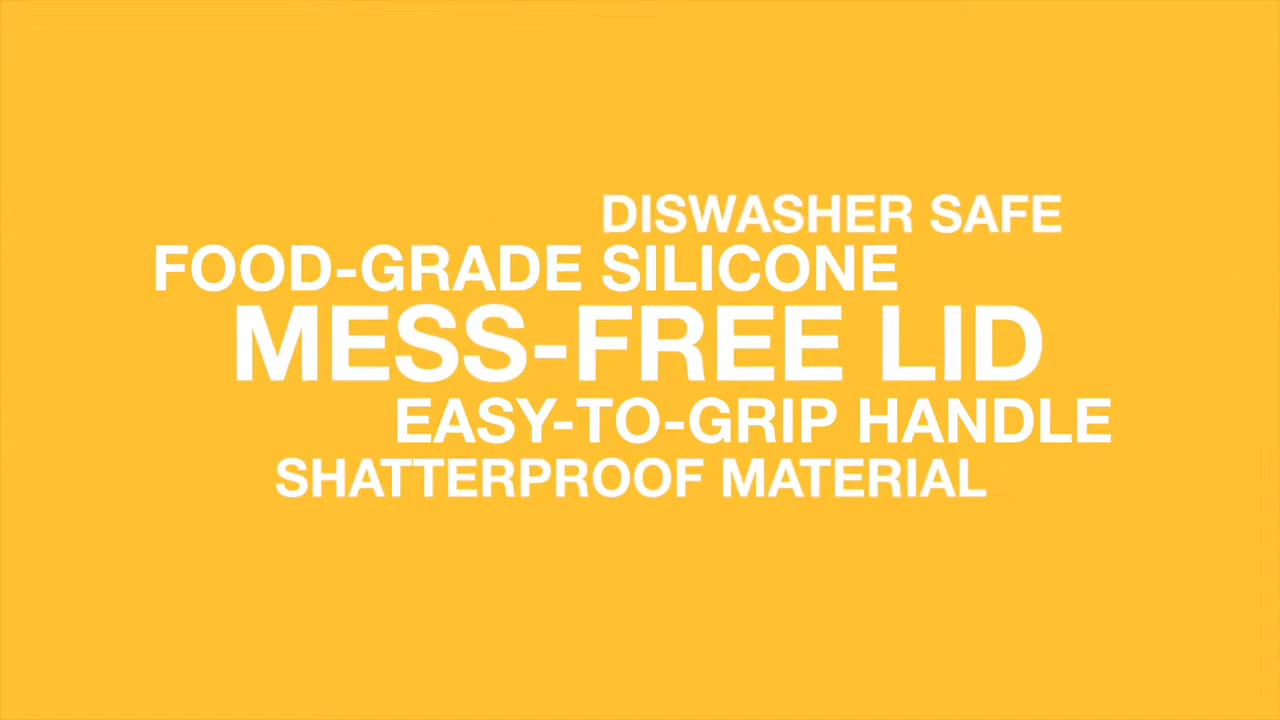 DISWASHER SAFE
FOOD-GRADE SILICONE
MESS-FREE LID
EASY-TO-GRIP HANDLE
SHATTERPROOF MATERIAL